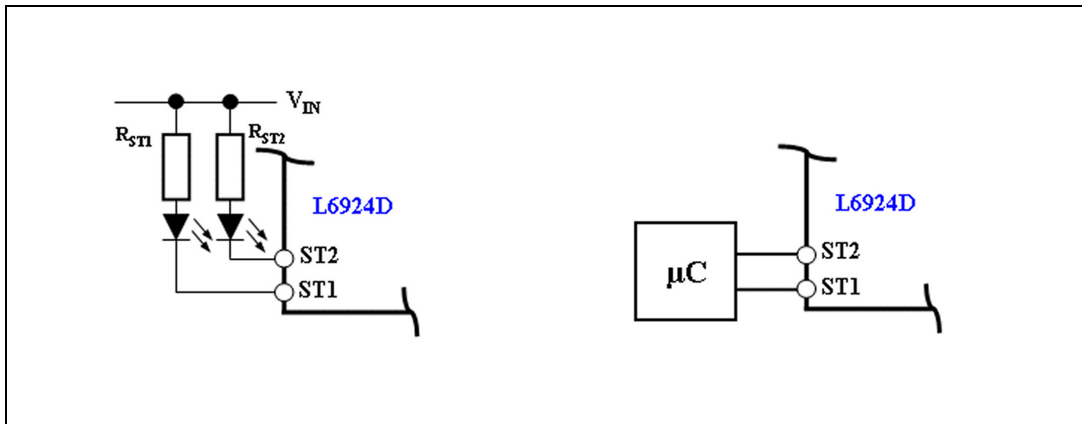 V_IN
R_ST1
R_ST2
L6924D
ST2
ST1
L6924D
µC
ST2
ST1